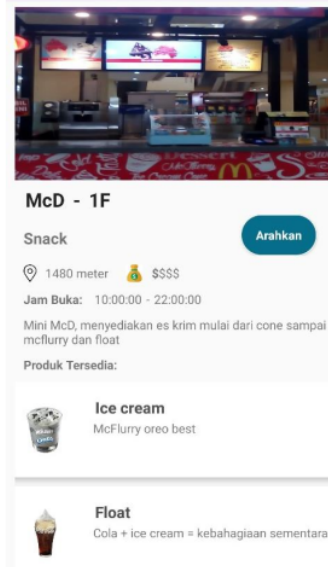 McD - 1F
Snack
Arahkan
1480 meter
$$$$
Jam Buka: 10:00:00 - 22:00:00
Mini McD, menyediakan es krim mulai dari cone sampai
mcflurry dan float
Produk Tersedia:
Ice cream
McFlurry oreo best
Float
Cola + ice cream = kebahagiaan sementara